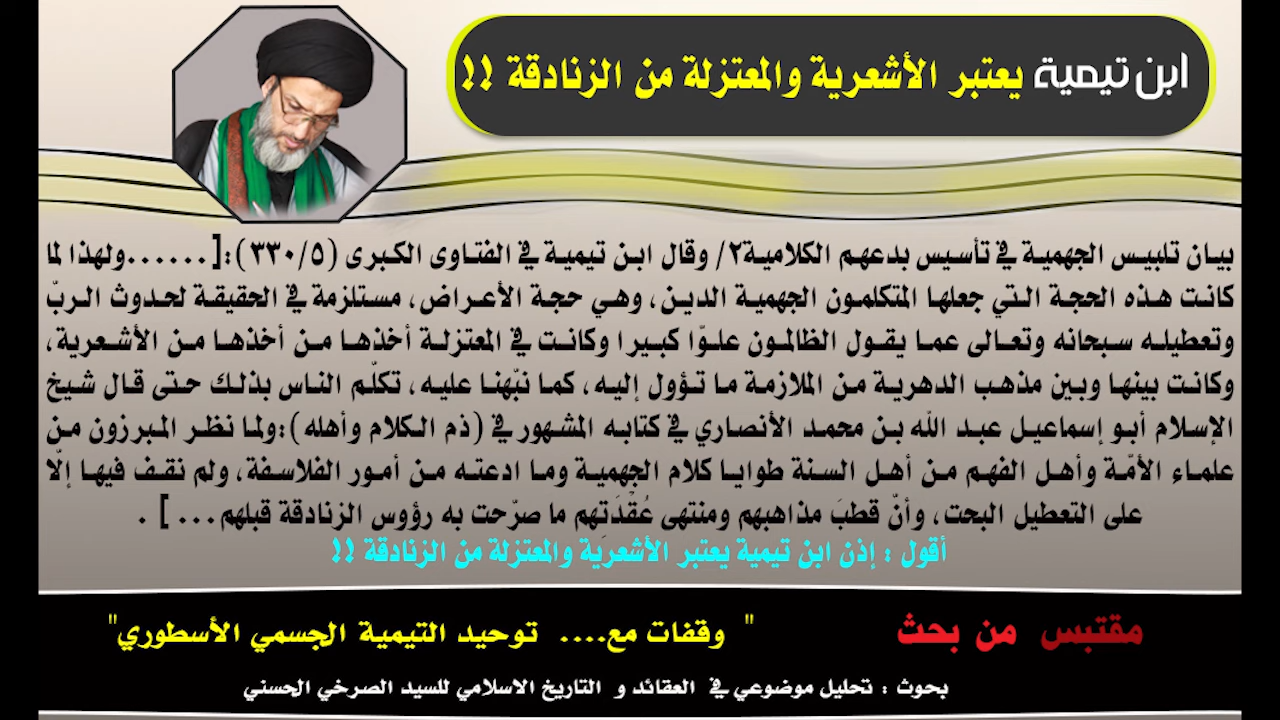 ابن تيمية يعتبر الأشعرية والمعتزلة من الزنادقة !!
بيان تلبيس الجهمية في تأسيس بدعهم الكلامية٢/ وقال ابن تيمية في الفتاوى الكبرى (٣٣٠/٥):[......ولهذا لما
كانت هذه الحجة التي جعلها المتكلمون الجهمية الدين، وهي حجة الأعراض، مستلزمة في الحقيقة لحدوث الربّ
وتعطيله سبحانه وتعالى عما يقول الظالمون علوّا كبيرا وكانت في المعتزلة أخذها من أخذها من الأشعرية،
وكانت بينها وبين مذهب الدهرية من الملازمة ما تؤول إليه، كما نبّهنا عليه، تكلّم الناس بذلك حتى قال شيخ
الإسلام أبو إسماعيل عبد الله بن محمد الأنصاري في كتابه المشهور في (ذم الكلام وأهله):ولما نظر المبرزون من
علماء الأمّة وأهل الفهم من أهل السنة طوايا كلام الجهمية وما ادعته من أمور الفلاسفة، ولم نقف فيها إلّا
على التعطيل البحت، وأنّ قطبَ مذاهبهم ومنتهى عُقْدَتِهم ما صرّحت به رؤوس الزنادقة قبلهم... ] .
أقول : إذن ابن تيمية يعتبر الأشعرية والمعتزلة من الزنادقة !!
مقتبس من بحث " وقفات مع.... توحيد التيمية الجسمي الأسطوري"
بحوث : تحليل موضوعي في العقائد و التاريخ الاسلامي للسيد الصرخي الحسني